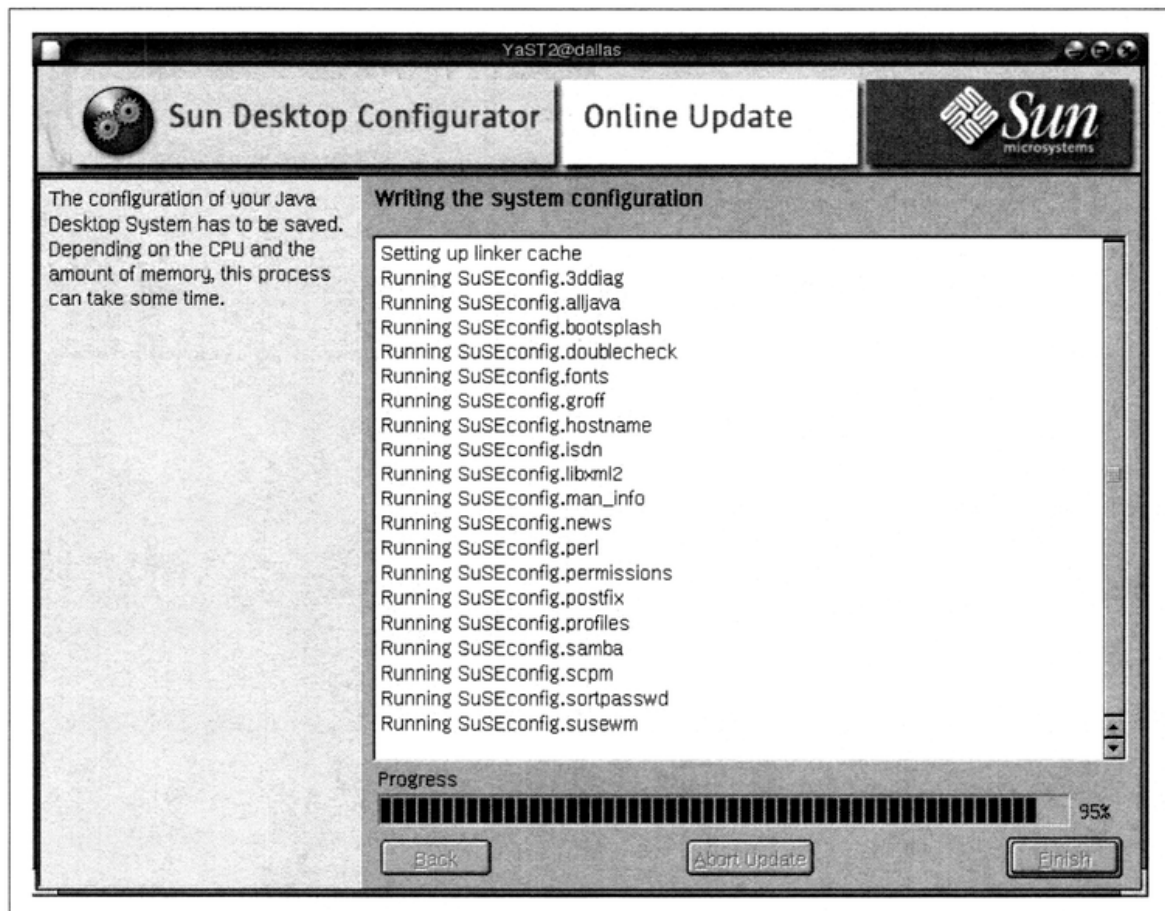 YaST2@dallas
Sun Desktop Configurator
Online Update
Sun
microsystems
The configuration of your Java
Desktop System has to be saved.
Depending on the CPU and the
amount of memory, this process
can take some time.
Writing the system configuration
Setting up linker cache
Running SuSEconfig.3ddiag
Running SuSEconfig.alljava
Running SuSEconfig.bootsplash
Running SuSEconfig.doublecheck
Running SuSEconfig.fonts
Running SuSEconfig.groff
Running SuSEconfig.hostname
Running SuSEconfig.isdn
Running SuSEconfig.libxml2
Running SuSEconfig.man_info
Running SuSEconfig.news
Running SuSEconfig.perl
Running SuSEconfig.permissions
Running SuSEconfig.postfix
Running SuSEconfig.profiles
Running SuSEconfig.samba
Running SuSEconfig.scpm
Running SuSEconfig.sortpasswd
Running SuSEconfig.susewm
Progress
95%
Back
Abort Update
Finish